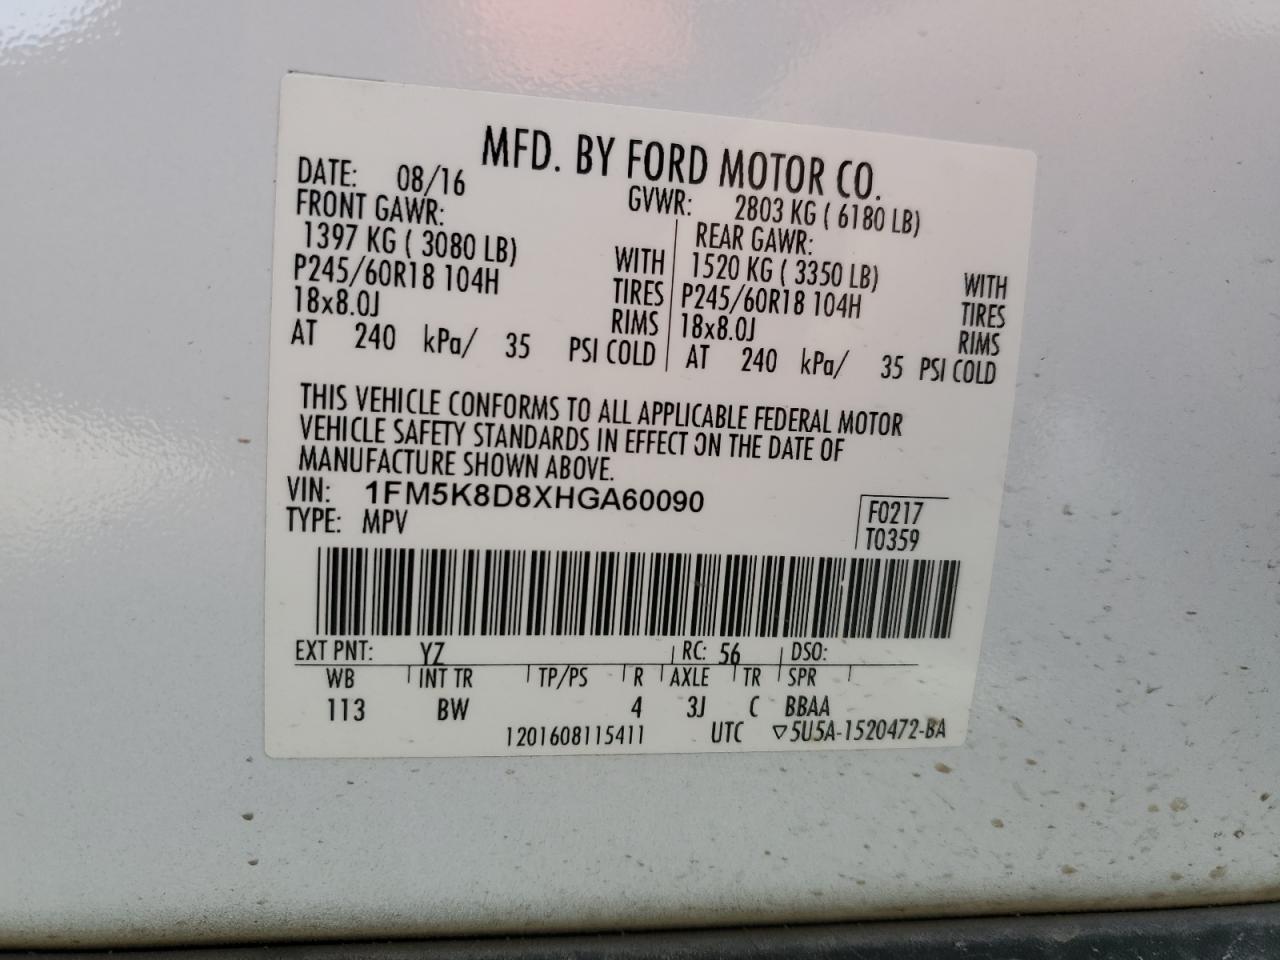 MFD. BY FORD MOTOR CO.
DATE: 08/16 GVWR: 2803 KG ( 6180 LB)
FRONT GAWR: REAR GAWR:
1397 KG ( 3080 LB) WITH 1520 KG ( 3350 LB) WITH
P245/60R18 104H TIRES P245/60R18 104H TIRES
18x8.0J RIMS 18x8.0J RIMS
AT 240 kPa/ 35 PSI COLD AT 240 kPa/ 35 PSI COLD
THIS VEHICLE CONFORMS TO ALL APPLICABLE FEDERAL MOTOR
VEHICLE SAFETY STANDARDS IN EFFECT ON THE DATE OF
MANUFACTURE SHOWN ABOVE.
VIN: 1FM5K8D8XHGA60090
TYPE: MPV
F0217
T0359
EXT PNT: YZ RC: 56 DSO:
WB INT TR TP/PS R AXLE TR SPR
113 BW 4 3J C BBAA
1201608115411 UTC ▽5U5A-1520472-BA